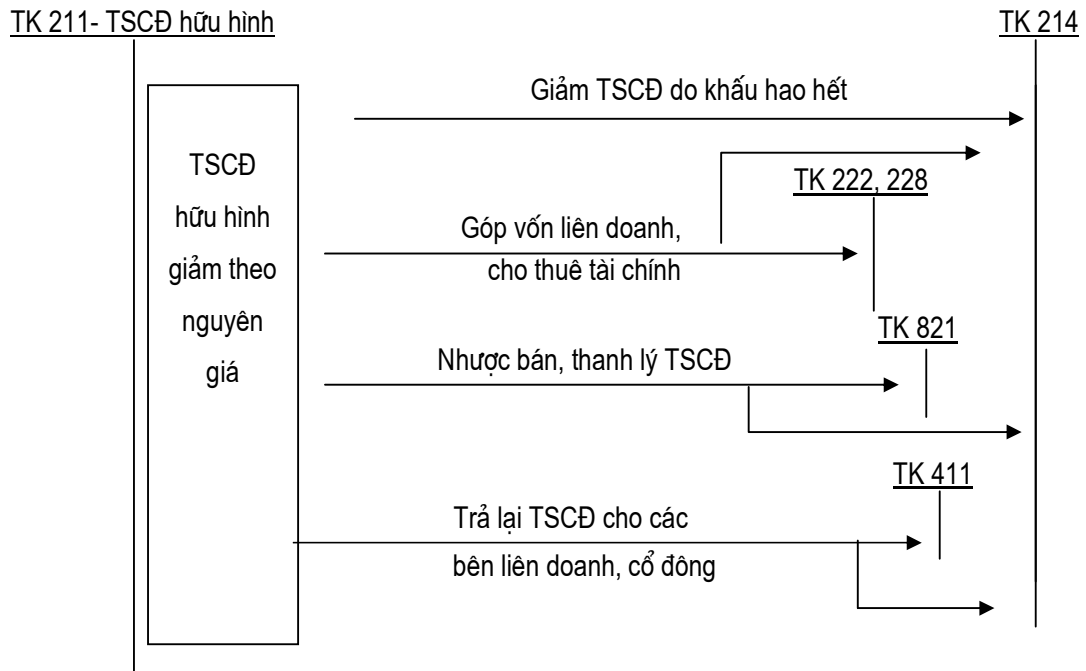 TK 211- TSCĐ hữu hình
TK 214
Giảm TSCĐ do khấu hao hết
TSCĐ
hữu hình
giảm theo
nguyên
giá
TK 222, 228
Góp vốn liên doanh,
cho thuê tài chính
TK 821
Nhược bán, thanh lý TSCĐ
TK 411
Trả lại TSCĐ cho các
bên liên doanh, cổ đông